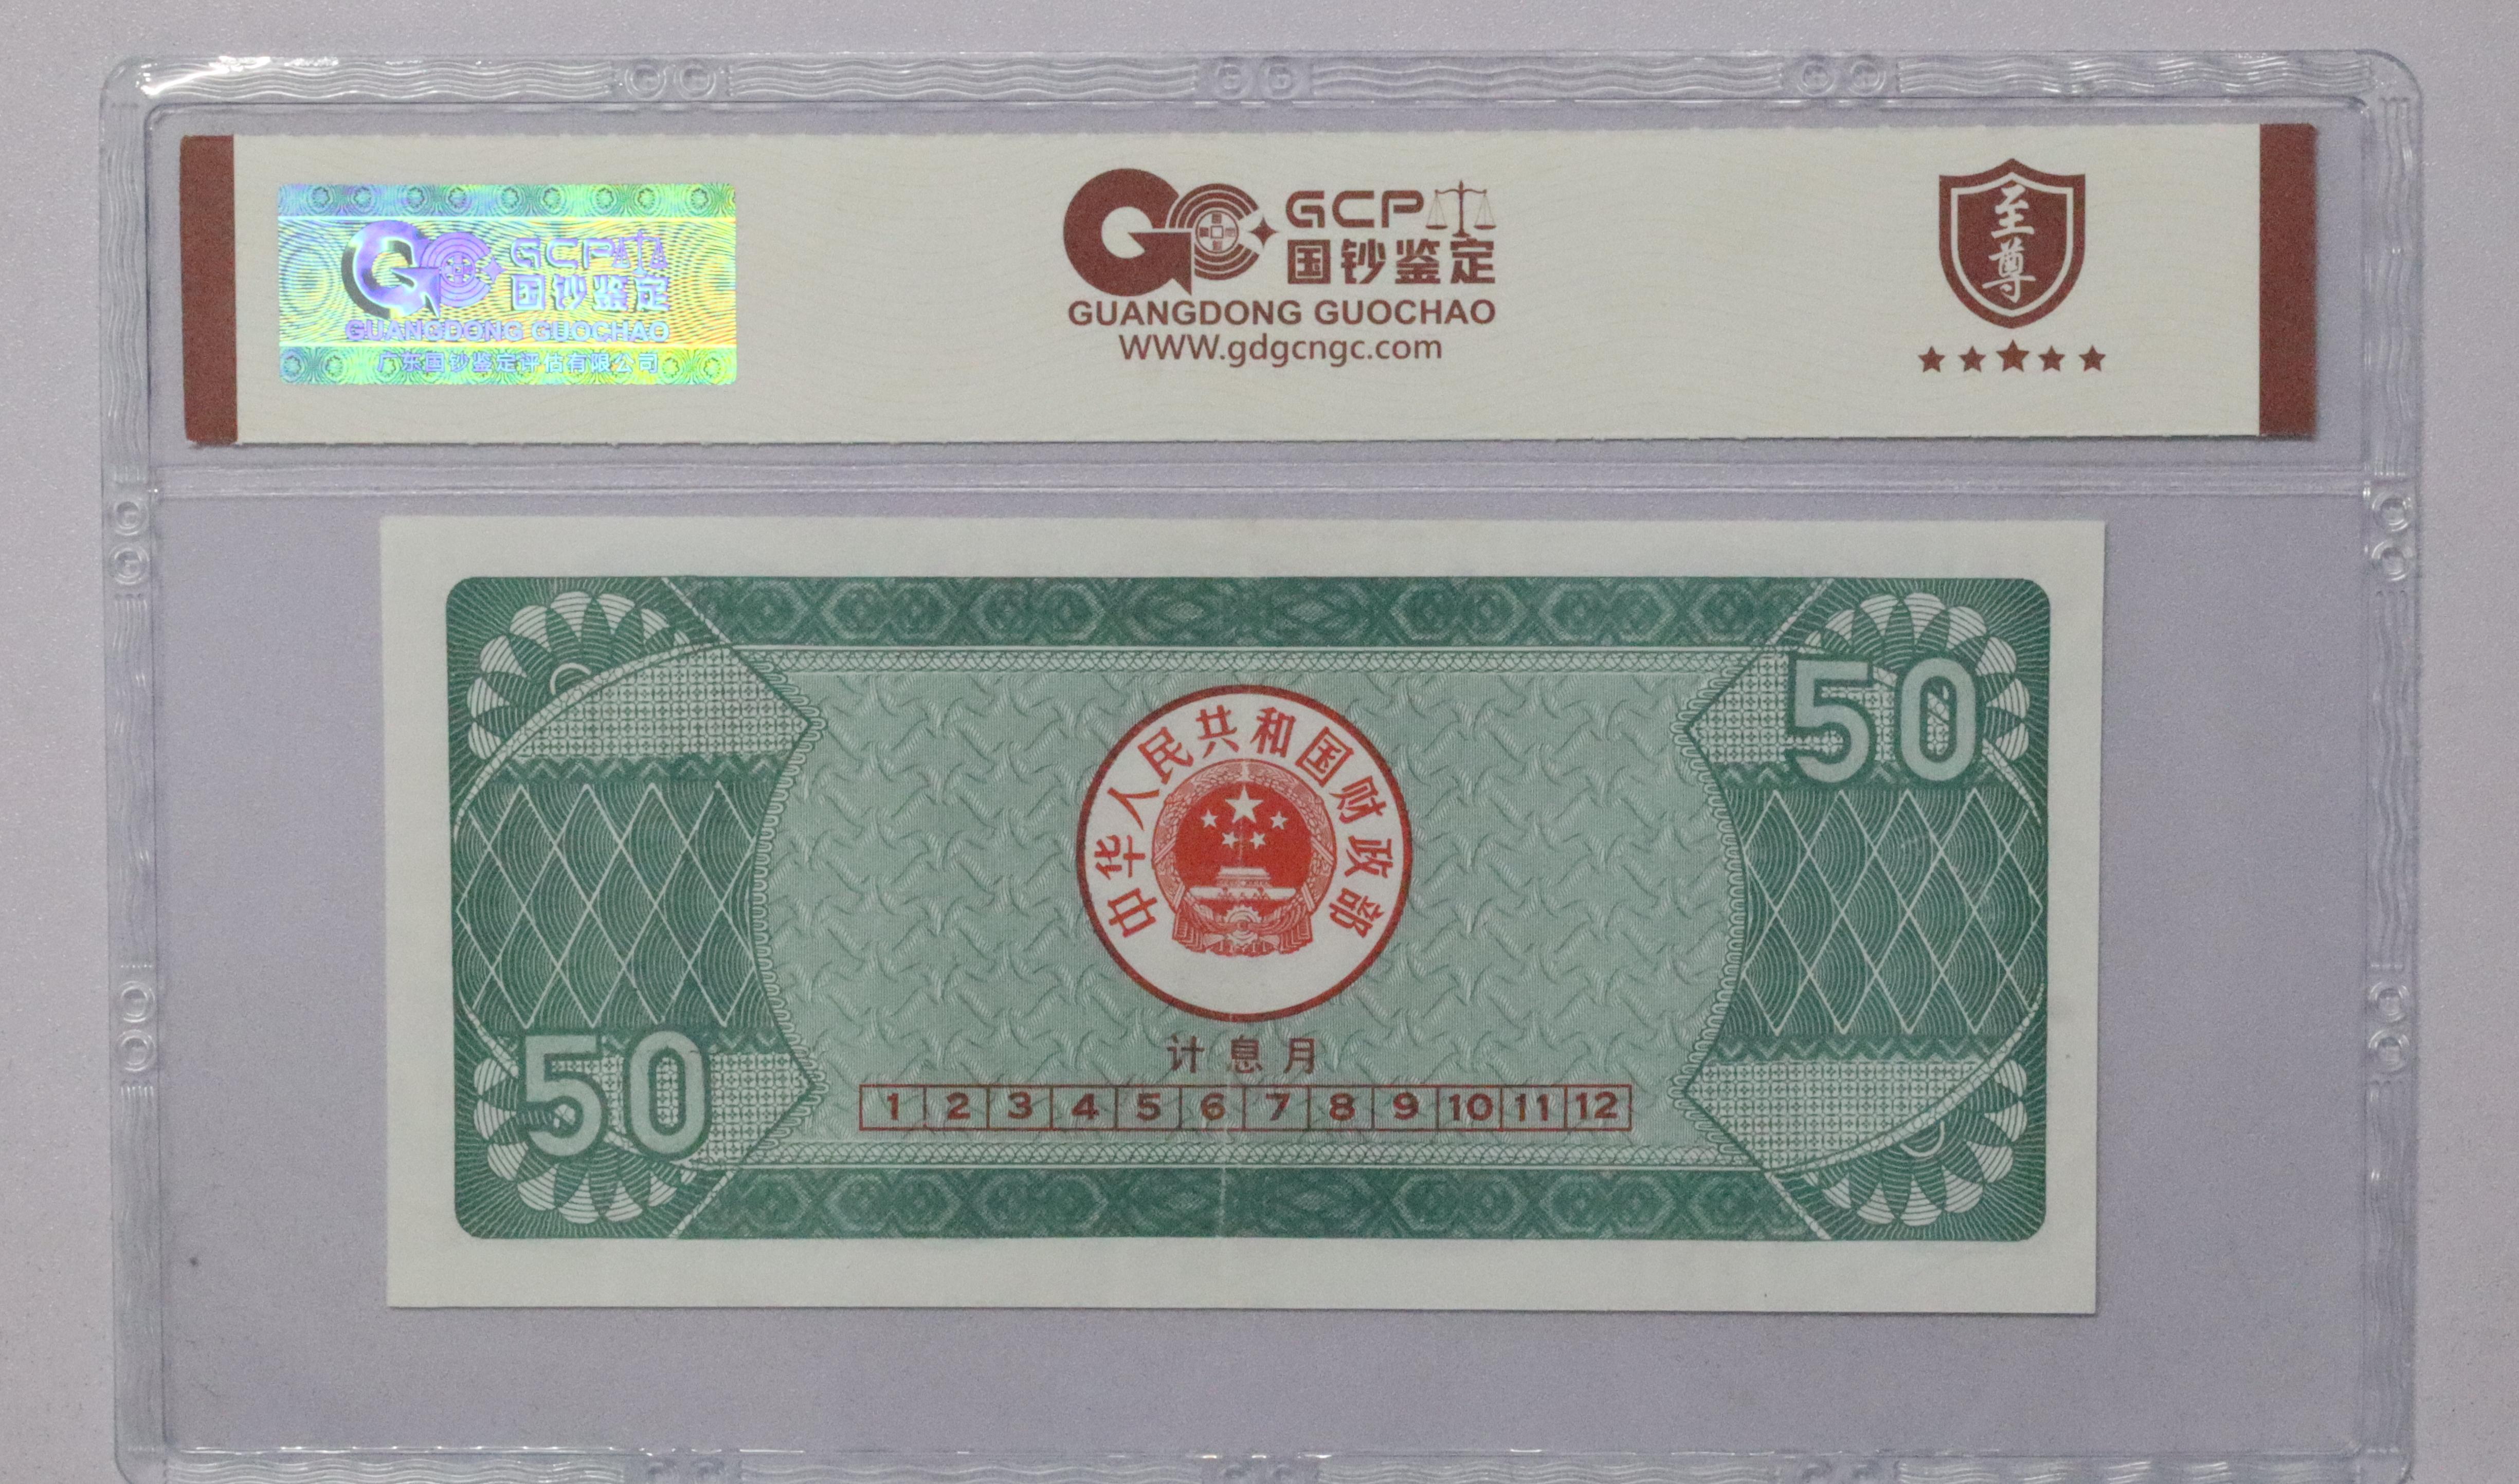 GCP
国钞鉴定
GUANGDONG GUOCHAO
广东国钞鉴定评估有限公司
GCP
国钞鉴定
GUANGDONG GUOCHAO
WWW.gdgcngc.com
至尊
50
中华人民共和国财政部
计息月
1 2 3 4 5 6 7 8 9 10 11 12
50